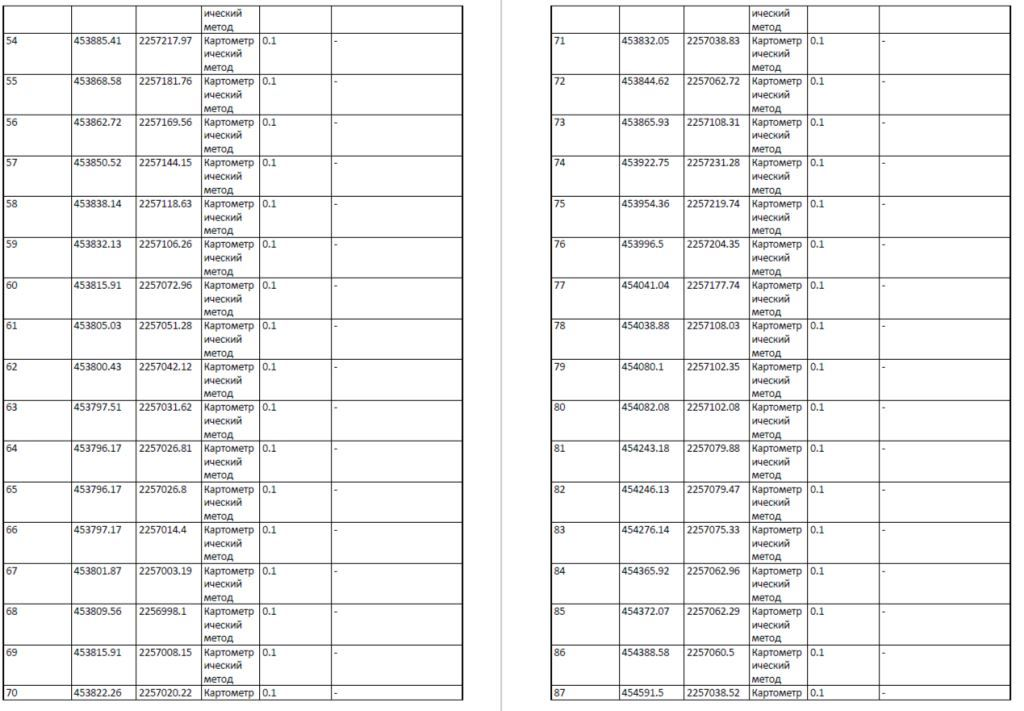 ический
метод
54 453885.41 2257217.97 Картометр 0.1 -
ический
метод
55 453868.58 2257181.76 Картометр 0.1 -
ический
метод
56 453862.72 2257169.56 Картометр 0.1 -
ический
метод
57 453850.52 2257144.15 Картометр 0.1 -
ический
метод
58 453838.14 2257118.63 Картометр 0.1 -
ический
метод
59 453832.13 2257106.26 Картометр 0.1 -
ический
метод
60 453815.91 2257072.96 Картометр 0.1 -
ический
метод
61 453805.03 2257051.28 Картометр 0.1 -
ический
метод
62 453800.43 2257042.12 Картометр 0.1 -
ический
метод
63 453797.51 2257031.62 Картометр 0.1 -
ический
метод
64 453796.17 2257026.81 Картометр 0.1 -
ический
метод
65 453796.17 2257026.8 Картометр 0.1 -
ический
метод
66 453797.17 2257014.4 Картометр 0.1 -
ический
метод
67 453801.87 2257003.19 Картометр 0.1 -
ический
метод
68 453809.56 2256998.1 Картометр 0.1 -
ический
метод
69 453815.91 2257008.15 Картометр 0.1 -
ический
метод
70 453822.26 2257020.22 Картометр 0.1 -
ический
метод
71 453832.05 2257038.83 Картометр 0.1 -
ический
метод
72 453844.62 2257062.72 Картометр 0.1 -
ический
метод
73 453865.93 2257108.31 Картометр 0.1 -
ический
метод
74 453922.75 2257231.28 Картометр 0.1 -
ический
метод
75 453954.36 2257219.74 Картометр 0.1 -
ический
метод
76 453996.5 2257204.35 Картометр 0.1 -
ический
метод
77 454041.04 2257177.74 Картометр 0.1 -
ический
метод
78 454038.88 2257108.03 Картометр 0.1 -
ический
метод
79 454080.1 2257102.35 Картометр 0.1 -
ический
метод
80 454082.08 2257102.08 Картометр 0.1 -
ический
метод
81 454243.18 2257079.88 Картометр 0.1 -
ический
метод
82 454246.13 2257079.47 Картометр 0.1 -
ический
метод
83 454276.14 2257075.33 Картометр 0.1 -
ический
метод
84 454365.92 2257062.96 Картометр 0.1 -
ический
метод
85 454372.07 2257062.29 Картометр 0.1 -
ический
метод
86 454388.58 2257060.5 Картометр 0.1 -
ический
метод
87 454591.5 2257038.52 Картометр 0.1 -